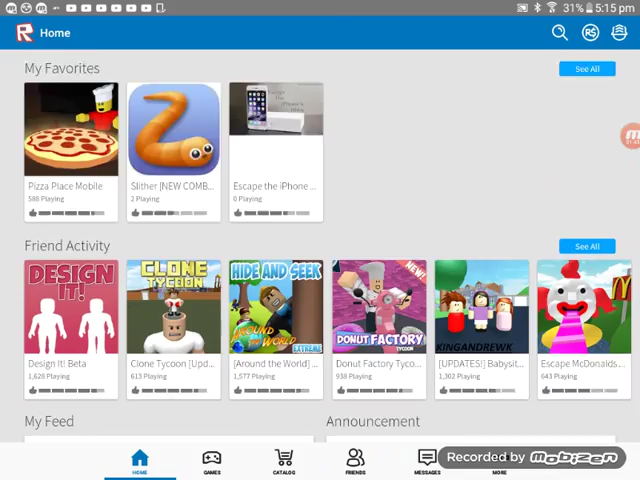 31% 5:15 pm
Home
My Favorites
See All
Pizza Place Mobile
588 Playing
Slither [NEW COMB...
2 Playing
Escape the iPhone ...
0 Playing
Friend Activity
See All
DESIGN IT!
CLONE TYCOON
HIDE AND SEEK
AROUND the WORLD
EXTREME
NEW!
DONUT FACTORY
TYCOON
KINGANDREWK
Design It! Beta
1,628 Playing
Clone Tycoon [Upd...
613 Playing
[Around the World] ...
1,577 Playing
Donut Factory Tyco...
938 Playing
[UPDATES!] Babysit...
1,302 Playing
Escape McDonalds ...
643 Playing
My Feed
Announcement
HOME
GAMES
CATALOG
FRIENDS
MESSAGES
MORE
Recorded by mobizen